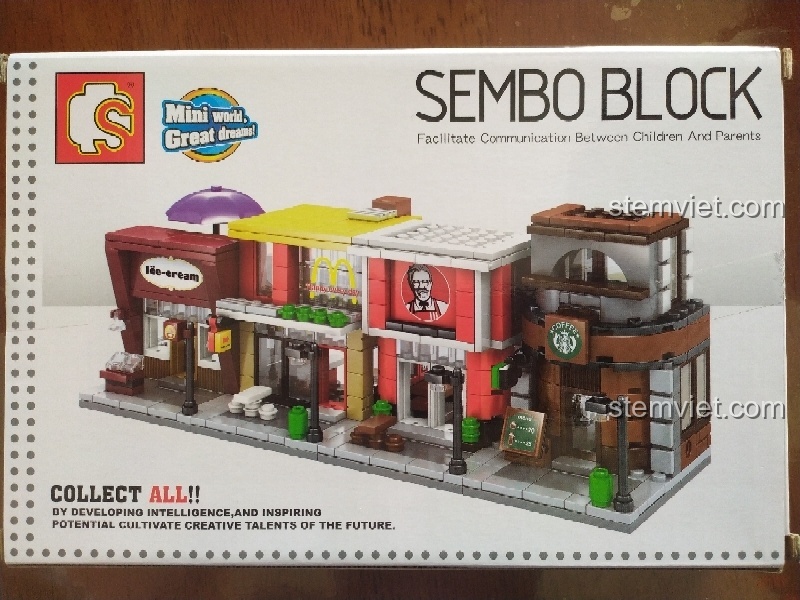 SEMBO BLOCK
Facilitate Communication Between Children And Parents
Mini world,
Great dreams!
stemviet.com
ice-cream
COFFEE
stemviet.com
COLLECT ALL!!
BY DEVELOPING INTELLIGENCE,AND INSPIRING
POTENTIAL CULTIVATE CREATIVE TALENTS OF THE FUTURE.